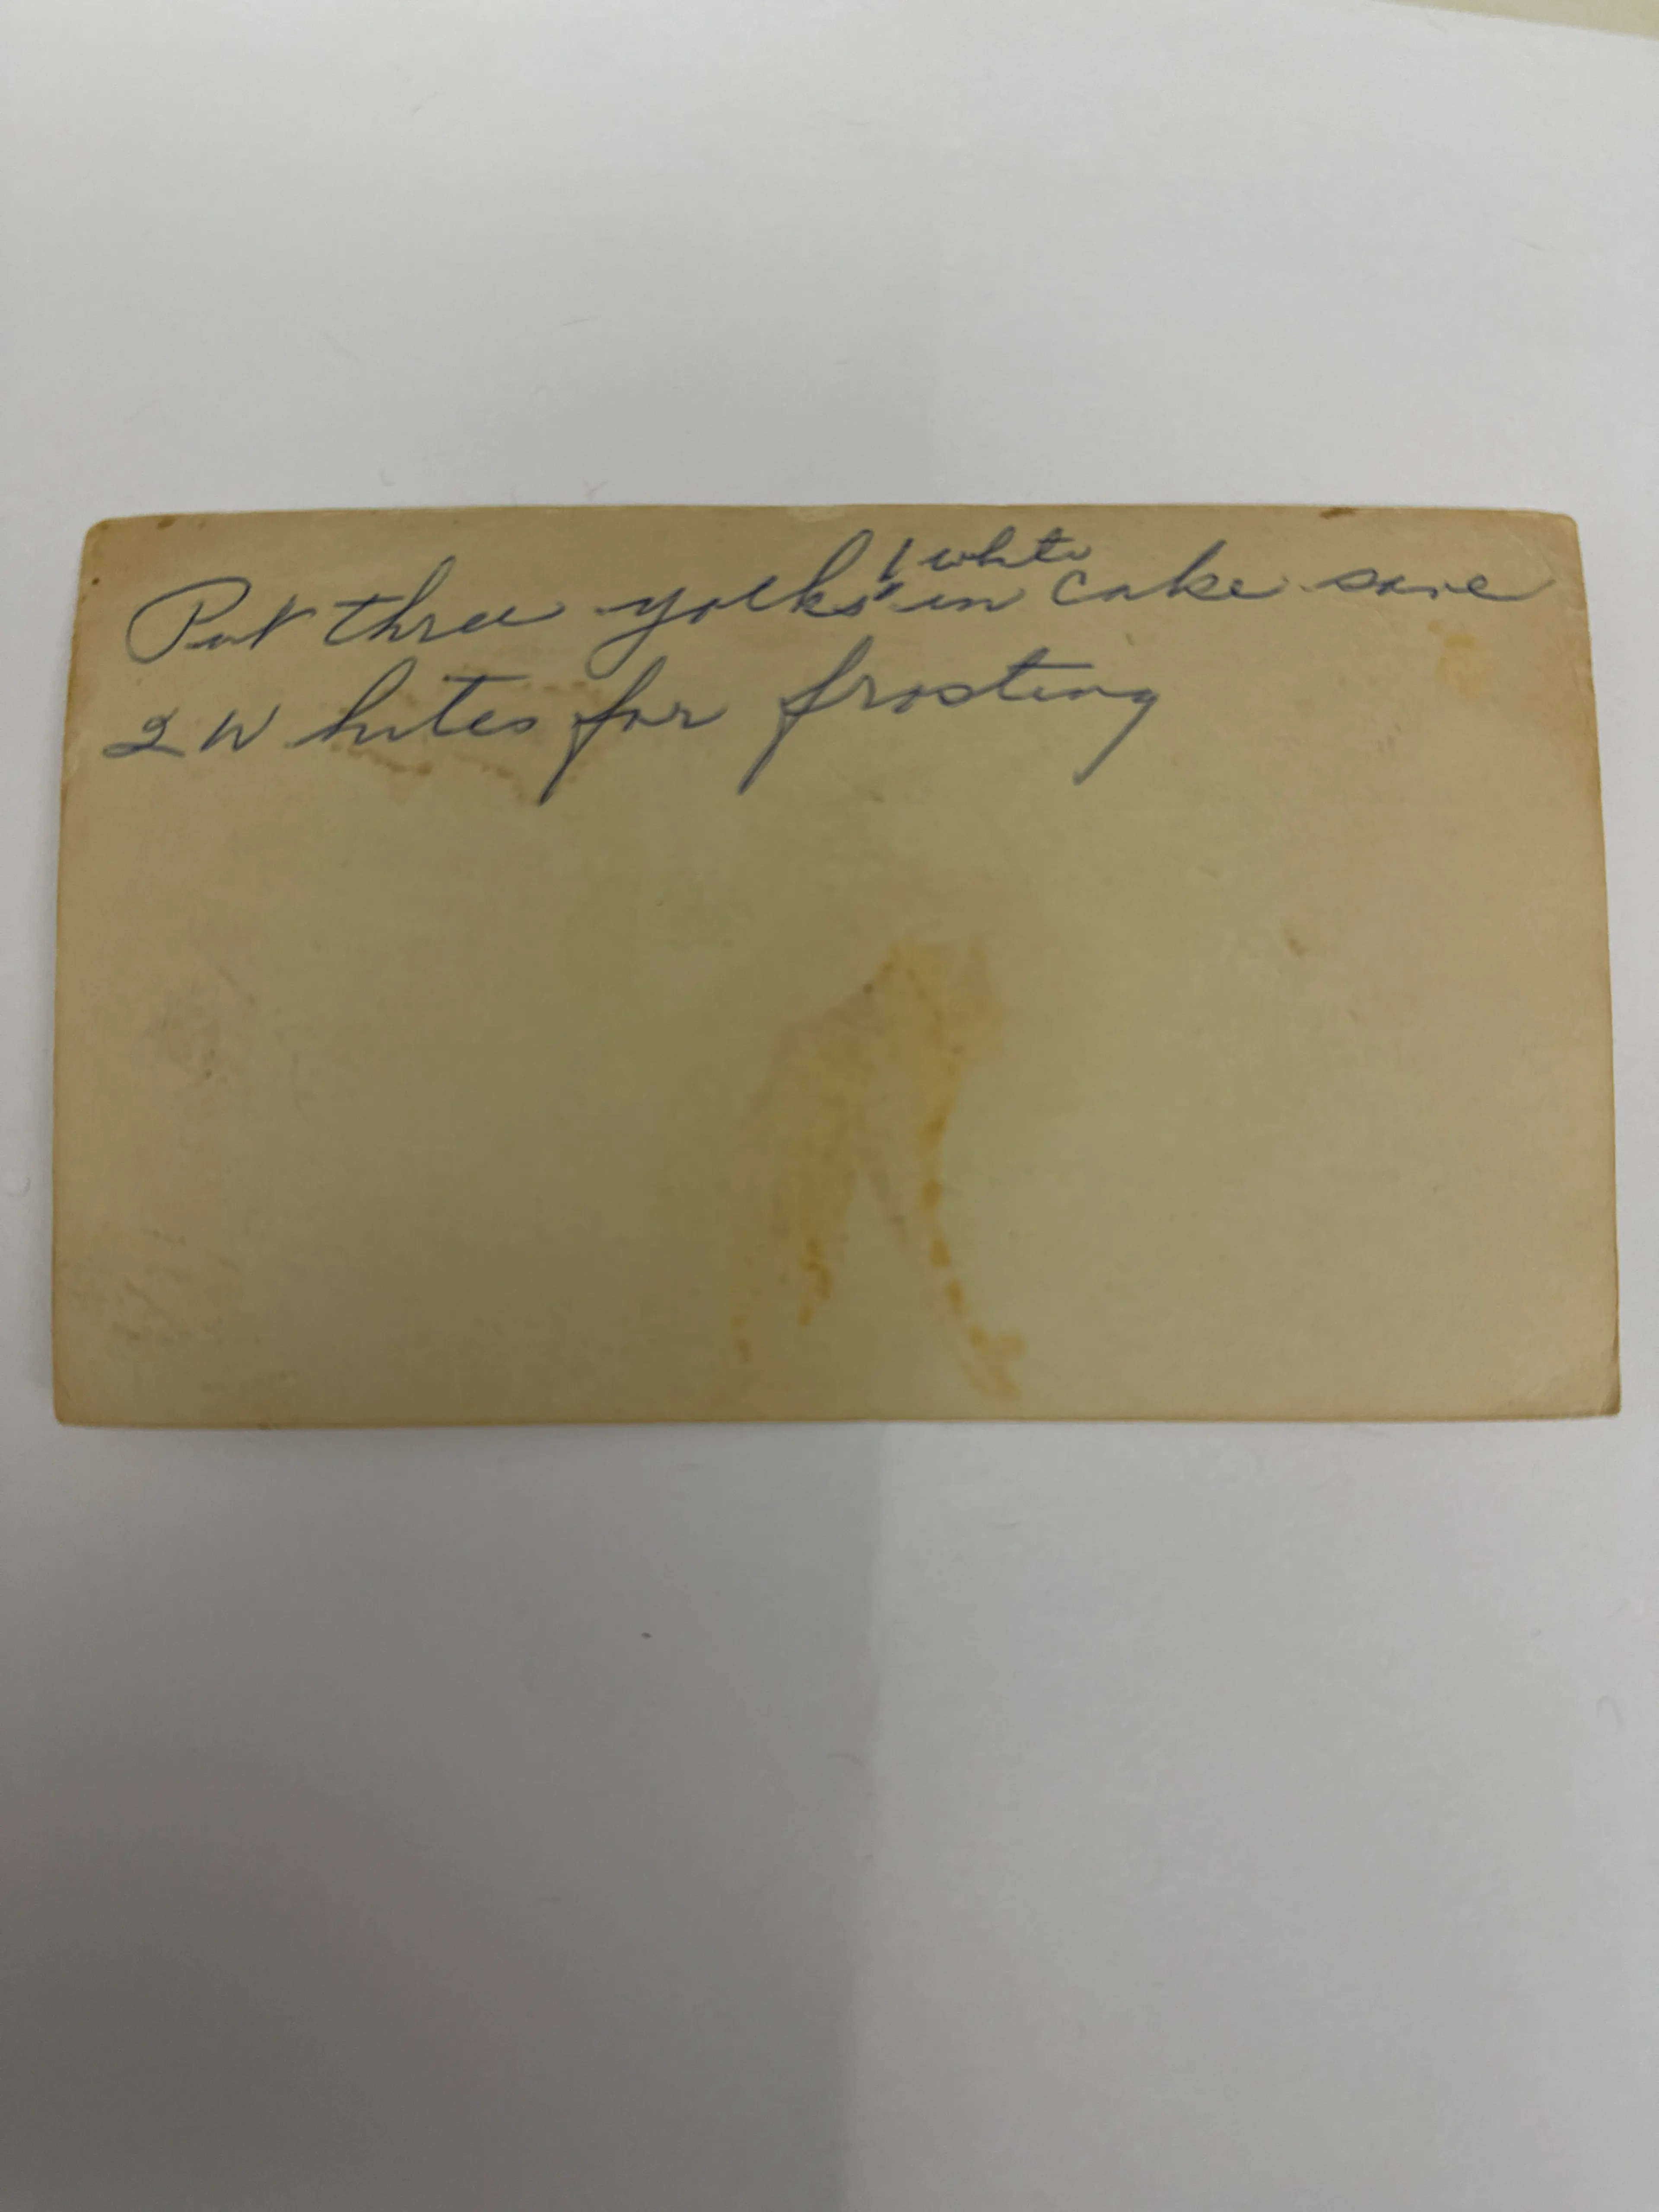 Put three yolks 1 white in cake save
2 Whites for frosting